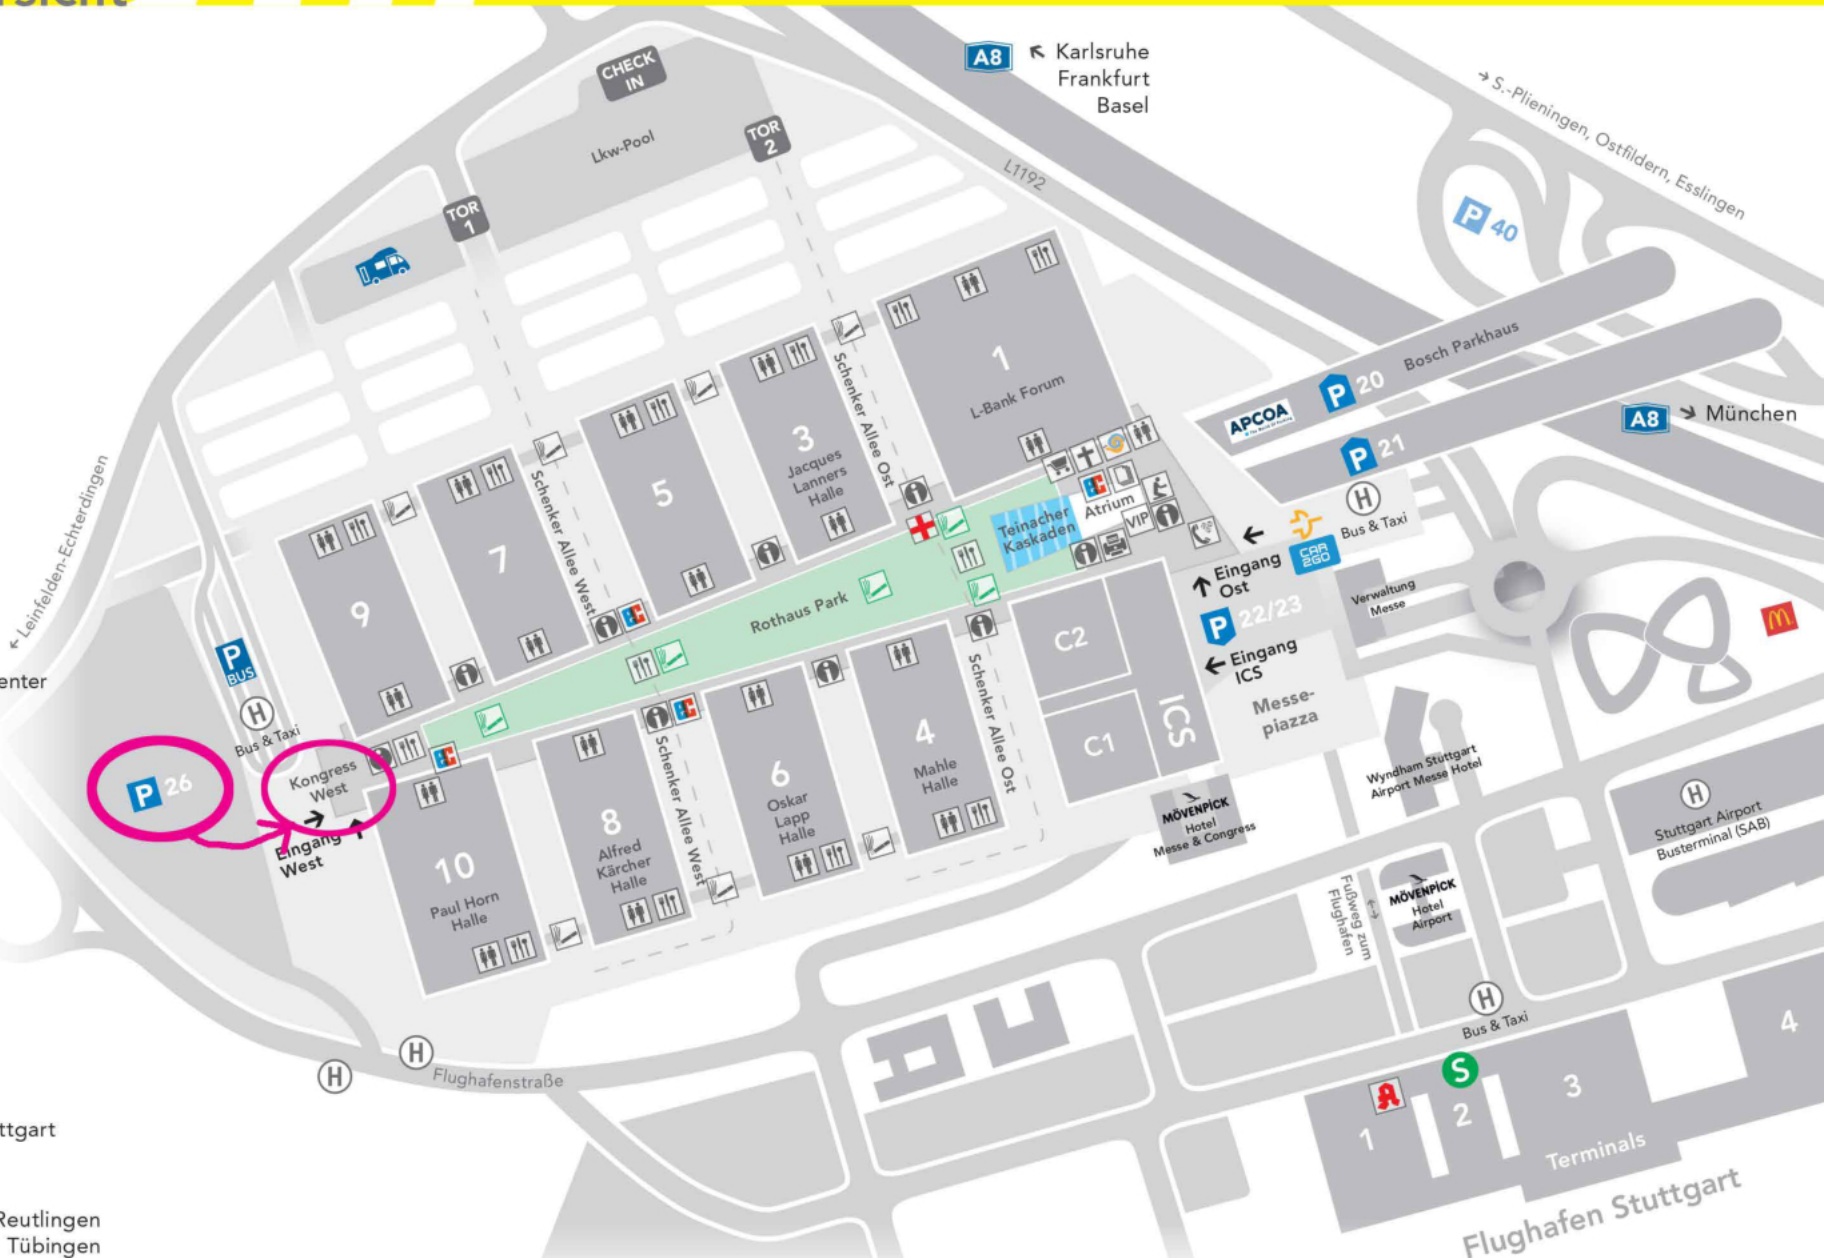 CHECK
IN
Lkw-Pool
TOR
1
TOR
2
A8
Karlsruhe
Frankfurt
Basel
S.-Plieningen, Ostfildern, Esslingen
L1192
P 40
Bosch Parkhaus
APCOA
P 20
P 21
A8
München
H
Bus & Taxi
1
L-Bank Forum
Schenker Allee Ost
3
Jacques
Lanners
Halle
5
Schenker Allee West
7
9
Leinfelden-Echterdingen
enter
P
BUS
H
Bus & Taxi
P 26
Kongress
West
Eingang
West
EC
EC
EC
EC
Teinacher
Kaskaden
Atrium
VIP
Rothaus Park
Eingang
Ost
CAR
2GO
P 22/23
Eingang
ICS
Verwaltung
Messe
Messe-
piazza
C2
C1
ICS
Schenker Allee Ost
4
Mahle
Halle
6
Oskar
Lapp
Halle
Schenker Allee West
8
Alfred
Kärcher
Halle
10
Paul Horn
Halle
MÖVENPICK
Hotel
Messe & Congress
Wyndham Stuttgart
Airport Messe Hotel
H
Stuttgart Airport
Busterminal (SAB)
MÖVENPICK
Hotel
Airport
Fußweg zum
Flughafen
H
Bus & Taxi
H
H
Flughafenstraße
S
A
1
2
3
4
Terminals
Flughafen Stuttgart
ttgart
Reutlingen
Tübingen